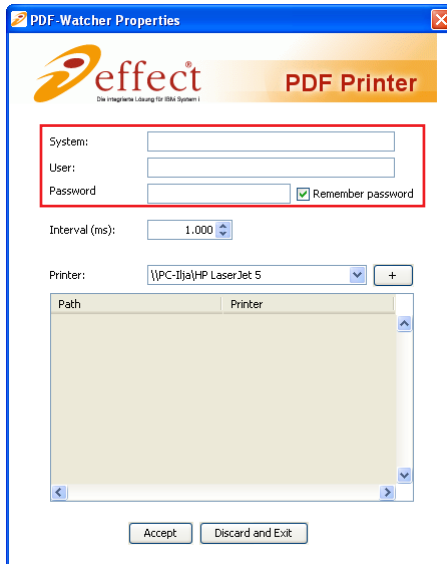 PDF-Watcher Properties
effect
PDF Printer
Die integrierte Lösung für IBMi System i
System:
User:
Password
Remember password
Interval (ms): 1.000
Printer: \\PC-Ilja\HP LaserJet 5 +
Path Printer
Accept Discard and Exit